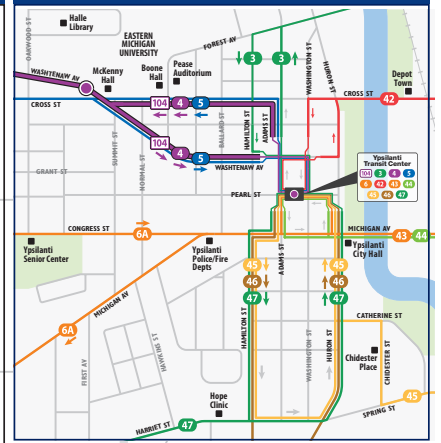 Halle
Library
OAKWOOD ST
EASTERN
MICHIGAN
UNIVERSITY
FOREST AV
WASHTENAW AV
McKenny
Hall
Boone
Hall
Pease
Auditorium
3
3
WASHINGTON ST
HURON ST
Depot
Town
CROSS ST
104
4
5
CROSS ST
42
104
4
5
SUMMIT ST
NORMAL ST
BALLARD ST
HAMILTON ST
ADAMS ST
GRANT ST
WASHTENAW AV
PEARL ST
Ypsilanti
Transit Center
104 3 4 5
6 42 43 44
45 46 47
CONGRESS ST
6A
MICHIGAN AV
43 44
Ypsilanti
Senior Center
Ypsilanti
Police/Fire
Depts
Ypsilanti
City Hall
ADAMS ST
45
46
47
45
46
47
MICHIGAN AV
6A
HAMILTON ST
WASHINGTON ST
HURON ST
CATHERINE ST
FIRST AV
HAWKINS ST
Chidester
Place
CHIDESTER ST
Hope
Clinic
45
SPRING ST
HARRIET ST
47